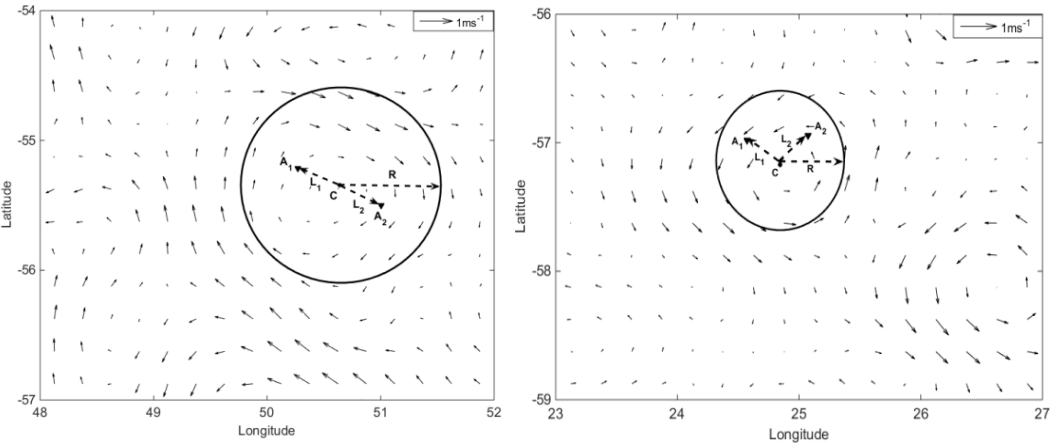 -54
-55
-56
-57
48
49
50
51
52
Latitude
Longitude
1ms⁻¹
A₁
L₁
C
R
L₂
A₂
-56
-57
-58
-59
23
24
25
26
27
Latitude
Longitude
1ms⁻¹
A₁
L₁
L₂
A₂
C
R